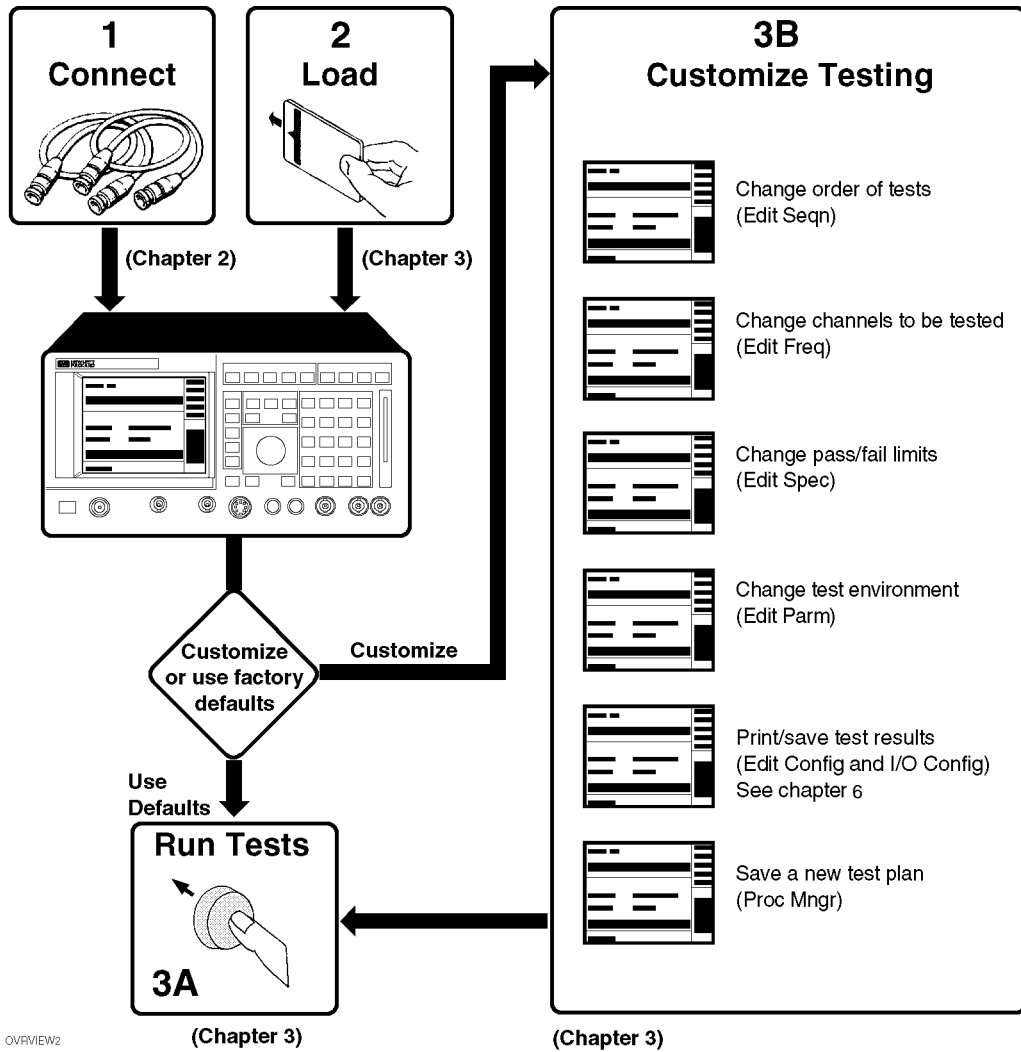 1
Connect
2
Load
(Chapter 2)
(Chapter 3)
Customize
or use factory
defaults
Customize
Use
Defaults
Run Tests
3A
(Chapter 3)
3B
Customize Testing
Change order of tests
(Edit Seqn)
Change channels to be tested
(Edit Freq)
Change pass/fail limits
(Edit Spec)
Change test environment
(Edit Parm)
Print/save test results
(Edit Config and I/O Config)
See chapter 6
Save a new test plan
(Proc Mngr)
(Chapter 3)
OVRVIEW2